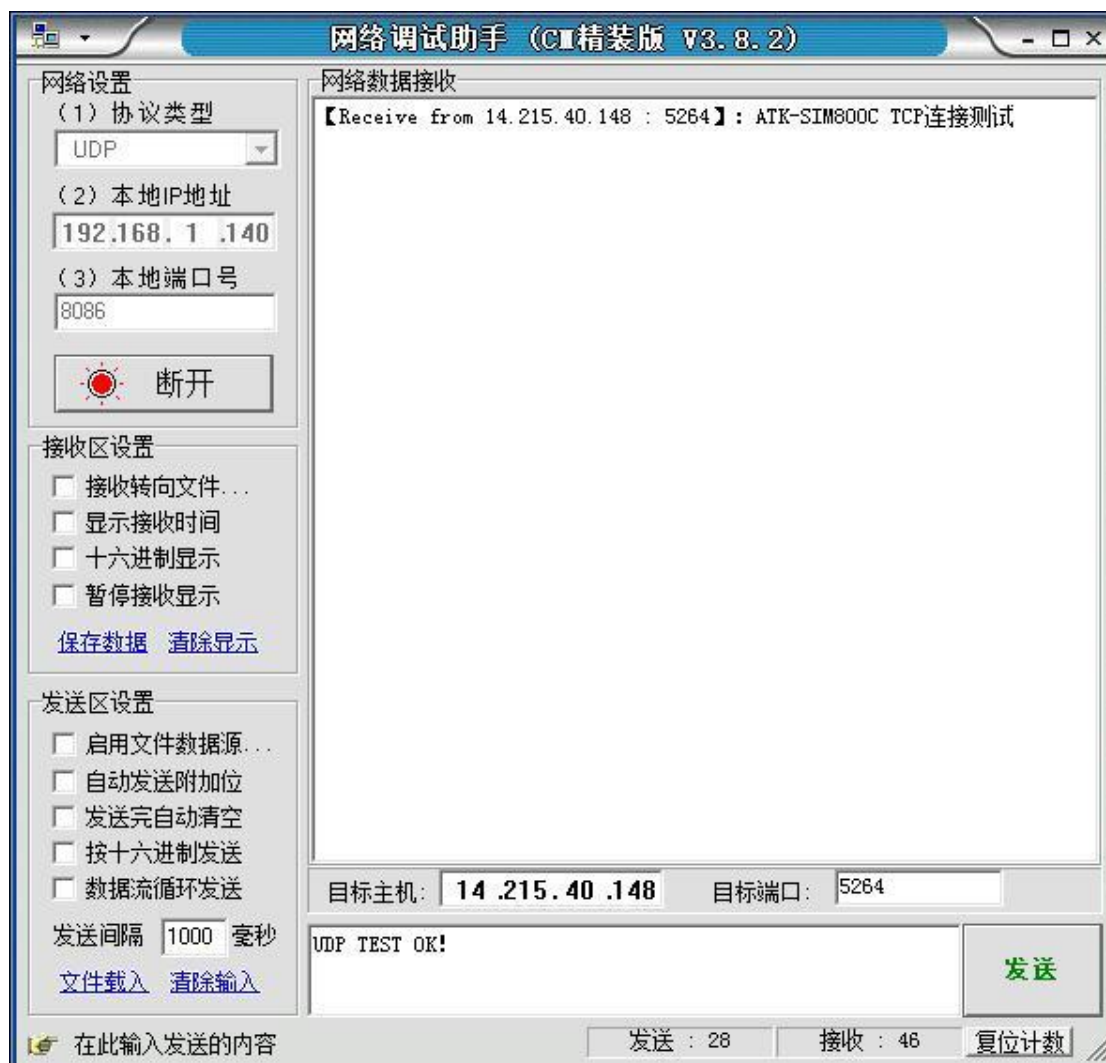 网络调试助手 (CⅢ精装版 V3.8.2)
网络设置
(1) 协议类型
UDP
(2) 本地IP地址
192.168. 1 .140
(3) 本地端口号
8086
断开
接收区设置
接收转向文件...
显示接收时间
十六进制显示
暂停接收显示
保存数据 清除显示
发送区设置
启用文件数据源...
自动发送附加位
发送完自动清空
按十六进制发送
数据流循环发送
发送间隔 1000 毫秒
文件载入 清除输入
网络数据接收
【Receive from 14.215.40.148 : 5264】: ATK-SIM800C TCP连接测试
目标主机: 14 .215. 40 .148 目标端口: 5264
UDP TEST OK!
发送
在此输入发送的内容
发送 : 28
接收 : 46
复位计数